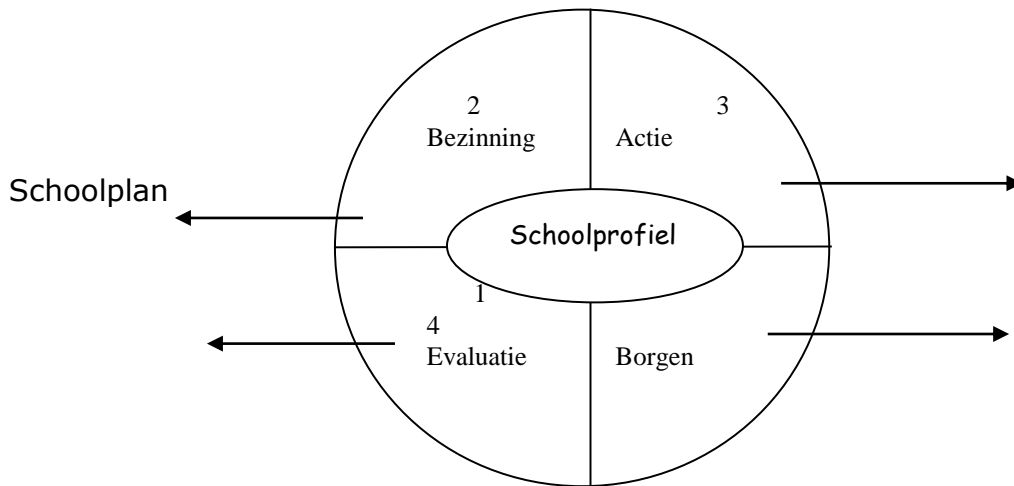 2 3
Bezinning Actie
Schoolplan
Schoolprofiel
1
4
Evaluatie Borgen